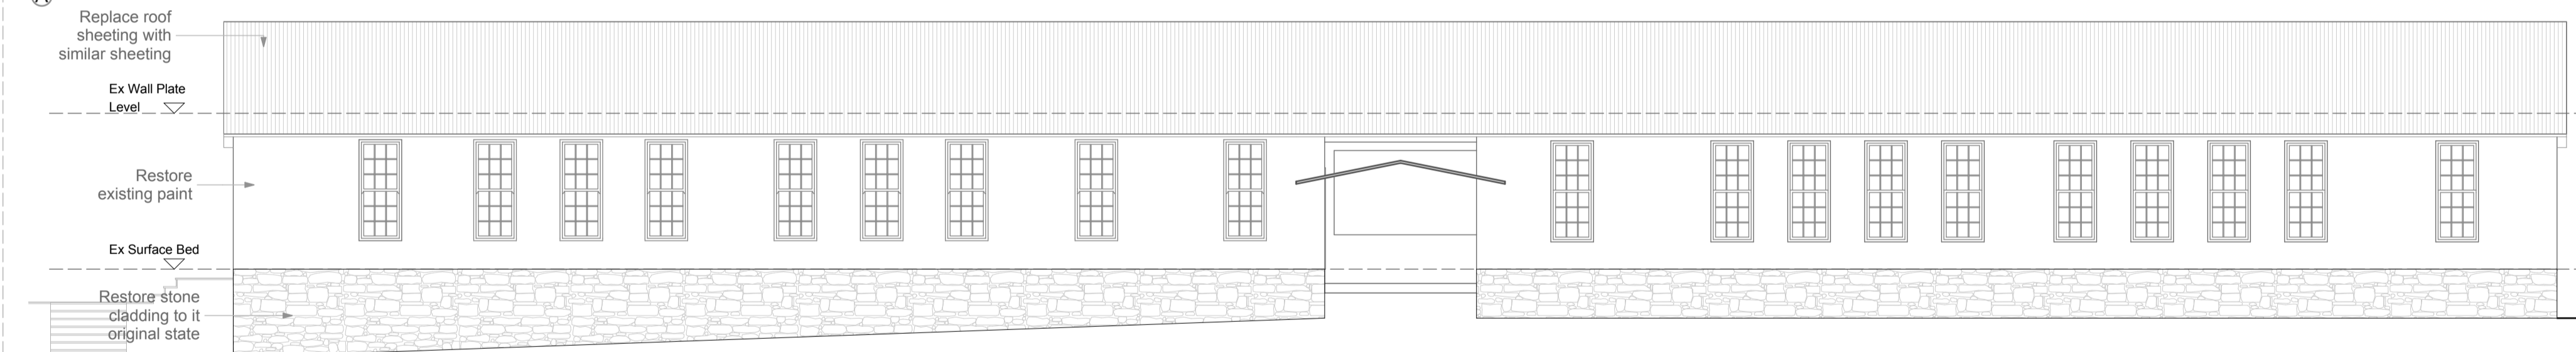 Replace roof
sheeting with
similar sheeting
Ex Wall Plate
Level
Restore
existing paint
Ex Surface Bed
Restore stone
cladding to it
original state